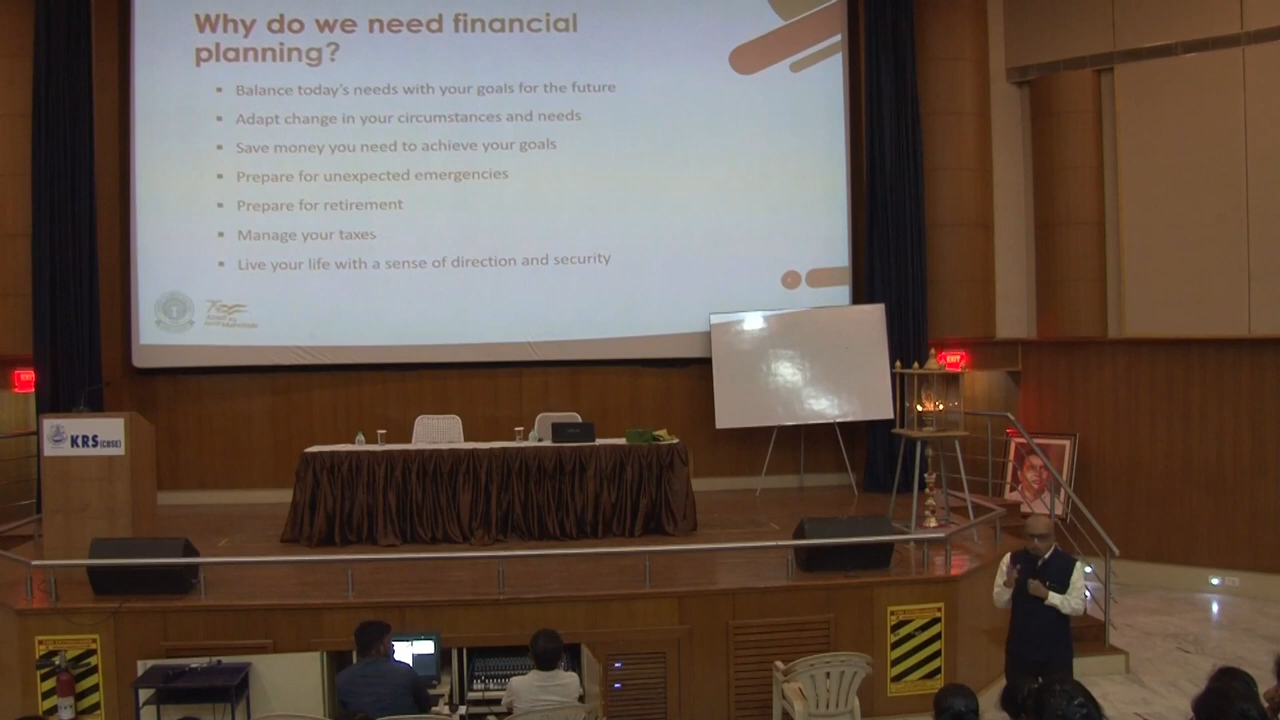 Why do we need financial
planning?
▪ Balance today's needs with your goals for the future
▪ Adapt change in your circumstances and needs
▪ Save money you need to achieve your goals
▪ Prepare for unexpected emergencies
▪ Prepare for retirement
▪ Manage your taxes
▪ Live your life with a sense of direction and security
EXIT
EXIT
KRS (CBSE)